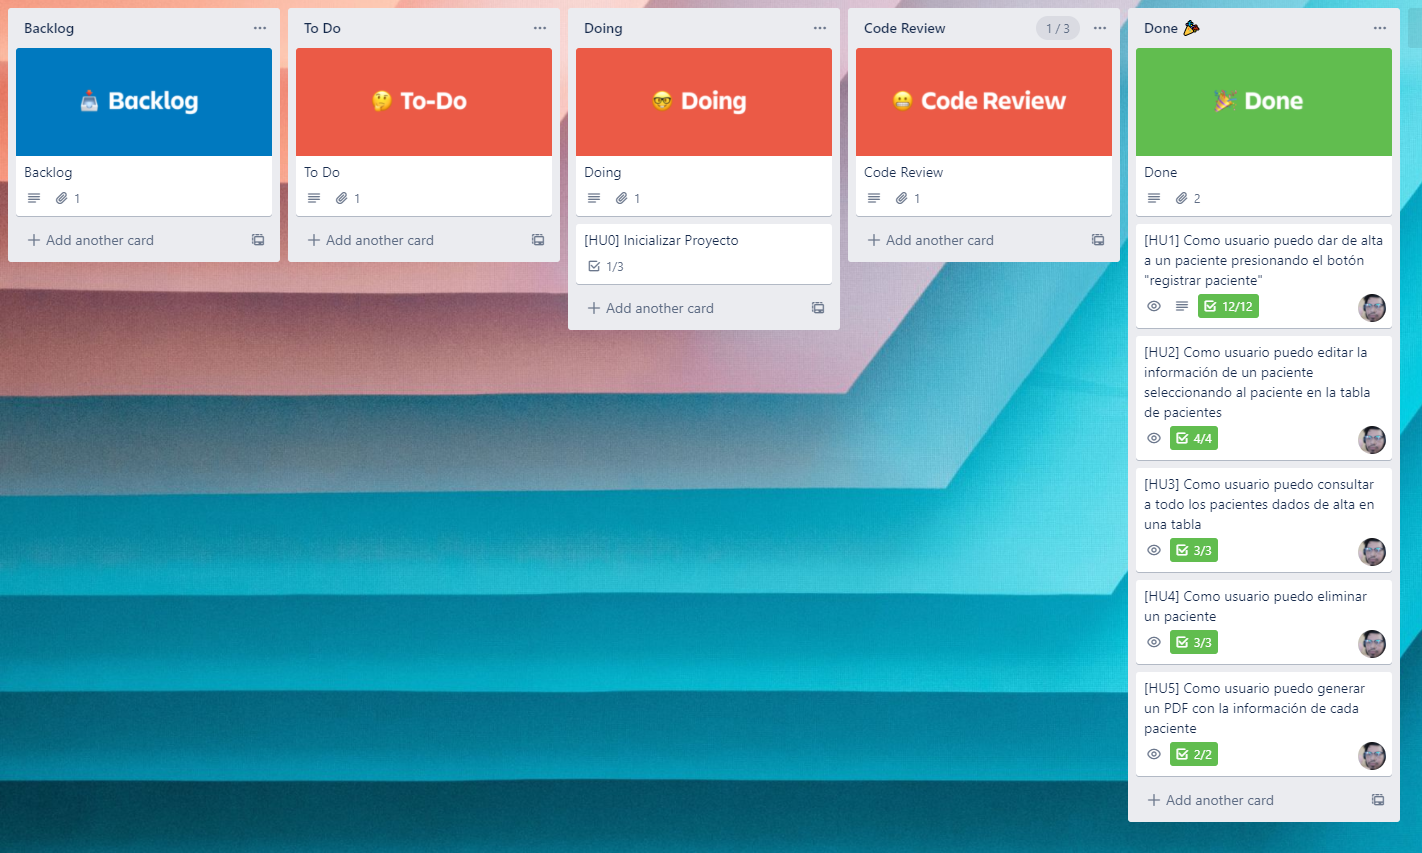 Backlog
Backlog
Backlog
1
Add another card
To Do
To-Do
To Do
1
Add another card
Doing
Doing
Doing
1
[HU0] Inicializar Proyecto
1/3
Add another card
Code Review
1 / 3
Code Review
Code Review
1
Add another card
Done
Done
Done
2
[HU1] Como usuario puedo dar de alta
a un paciente presionando el botón
"registrar paciente"
12/12
[HU2] Como usuario puedo editar la
información de un paciente
seleccionando al paciente en la tabla
de pacientes
4/4
[HU3] Como usuario puedo consultar
a todo los pacientes dados de alta en
una tabla
3/3
[HU4] Como usuario puedo eliminar
un paciente
3/3
[HU5] Como usuario puedo generar
un PDF con la información de cada
paciente
2/2
Add another card